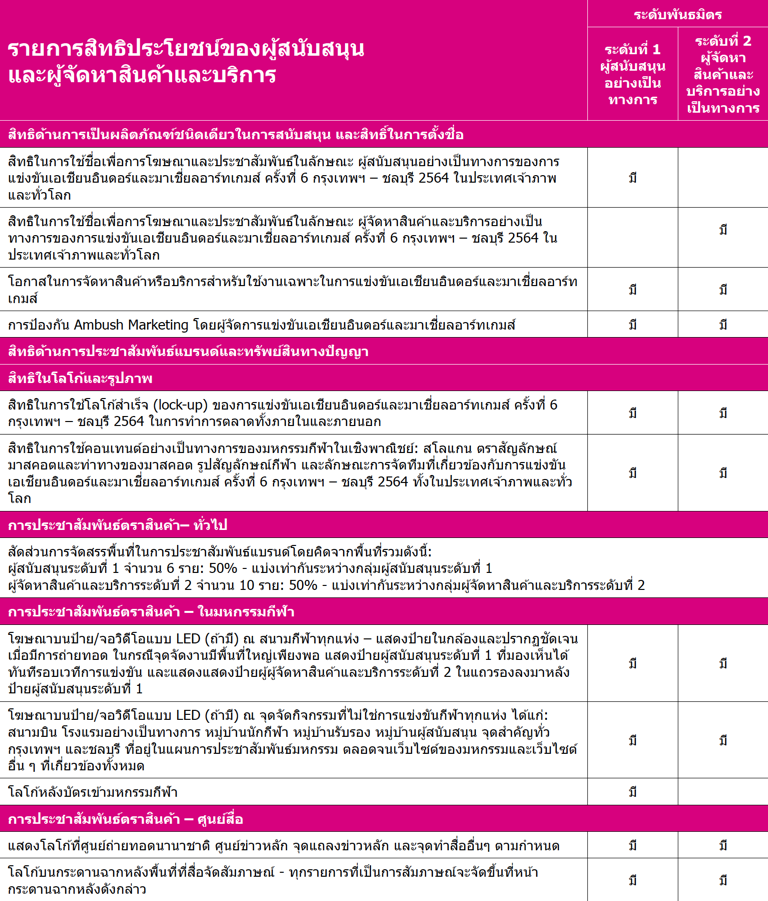 รายการสิทธิประโยชน์ของผู้สนับสนุน
และผู้จัดหาสินค้าและบริการ
ระดับพันธมิตร
ระดับที่ 1
ผู้สนับสนุน
อย่างเป็น
ทางการ
ระดับที่ 2
ผู้จัดหา
สินค้าและ
บริการอย่าง
เป็นทางการ
สิทธิด้านการเป็นผลิตภัณฑ์ชนิดเดียวในการสนับสนุน และสิทธิ์ในการตั้งชื่อ
สิทธิในการใช้ชื่อเพื่อการโฆษณาและประชาสัมพันธ์ในลักษณะ ผู้สนับสนุนอย่างเป็นทางการของการ
แข่งขันเอเชียนอินดอร์และมาเชี่ยลอาร์ทเกมส์ ครั้งที่ 6 กรุงเทพฯ – ชลบุรี 2564 ในประเทศเจ้าภาพ
และทั่วโลก
มี
สิทธิในการใช้ชื่อเพื่อการโฆษณาและประชาสัมพันธ์ในลักษณะ ผู้จัดหาสินค้าและบริการอย่างเป็น
ทางการของการแข่งขันเอเชียนอินดอร์และมาเชี่ยลอาร์ทเกมส์ ครั้งที่ 6 กรุงเทพฯ – ชลบุรี 2564 ใน
ประเทศเจ้าภาพและทั่วโลก
มี
โอกาสในการจัดหาสินค้าหรือบริการสำหรับใช้งานเฉพาะในการแข่งขันเอเชียนอินดอร์และมาเชี่ยลอาร์ท
เกมส์
มี มี
การป้องกัน Ambush Marketing โดยผู้จัดการแข่งขันเอเชียนอินดอร์และมาเชี่ยลอาร์ทเกมส์ มี มี
สิทธิด้านการประชาสัมพันธ์แบรนด์และทรัพย์สินทางปัญญา
สิทธิในโลโก้และรูปภาพ
สิทธิในการใช้โลโก้สำเร็จ (lock-up) ของการแข่งขันเอเชียนอินดอร์และมาเชี่ยลอาร์ทเกมส์ ครั้งที่ 6
กรุงเทพฯ – ชลบุรี 2564 ในการทำการตลาดทั้งภายในและภายนอก
มี มี
สิทธิในการใช้คอนเทนต์อย่างเป็นทางการของมหกรรมกีฬาในเชิงพาณิชย์: สโลแกน ตราสัญลักษณ์
มาสคอตและท่าทางของมาสคอต รูปสัญลักษณ์กีฬา และลักษณะการจัดทีมที่เกี่ยวข้องกับการแข่งขัน
เอเชียนอินดอร์และมาเชี่ยลอาร์ทเกมส์ ครั้งที่ 6 กรุงเทพฯ – ชลบุรี 2564 ทั้งในประเทศเจ้าภาพและทั่ว
โลก
มี มี
การประชาสัมพันธ์ตราสินค้า– ทั่วไป
สัดส่วนการจัดสรรพื้นที่ในการประชาสัมพันธ์แบรนด์โดยคิดจากพื้นที่รวมดังนี้:
ผู้สนับสนุนระดับที่ 1 จำนวน 6 ราย: 50% - แบ่งเท่ากันระหว่างกลุ่มผู้สนับสนุนระดับที่ 1
ผู้จัดหาสินค้าและบริการระดับที่ 2 จำนวน 10 ราย: 50% - แบ่งเท่ากันระหว่างกลุ่มผู้จัดหาสินค้าและบริการระดับที่ 2
การประชาสัมพันธ์ตราสินค้า – ในมหกรรมกีฬา
โฆษณาบนป้าย/จอวิดีโอแบบ LED (ถ้ามี) ณ สนามกีฬาทุกแห่ง – แสดงป้ายในกล้องและปรากฏชัดเจน
เมื่อมีการถ่ายทอด ในกรณีจุดจัดงานมีพื้นที่ใหญ่เพียงพอ แสดงป้ายผู้สนับสนุนระดับที่ 1 ที่มองเห็นได้
ทันทีรอบเวทีการแข่งขัน และแสดงแสดงป้ายผู้ผู้จัดหาสินค้าและบริการระดับที่ 2 ในแถวรองลงมาหลัง
ป้ายผู้สนับสนุนระดับที่ 1
มี มี
โฆษณาบนป้าย/จอวิดีโอแบบ LED (ถ้ามี) ณ จุดจัดกิจกรรมที่ไม่ใช่การแข่งขันกีฬาทุกแห่ง ได้แก่:
สนามบิน โรงแรมอย่างเป็นทางการ หมู่บ้านนักกีฬา หมู่บ้านรับรอง หมู่บ้านผู้สนับสนุน จุดสำคัญทั่ว
กรุงเทพฯ และชลบุรี ที่อยู่ในแผนการประชาสัมพันธ์มหกรรม ตลอดจนเว็บไซต์ของมหกรรมและเว็บไซต์
อื่น ๆ ที่เกี่ยวข้องทั้งหมด
มี มี
โลโก้หลังบัตรเข้ามหกรรมกีฬา มี
การประชาสัมพันธ์ตราสินค้า – ศูนย์สื่อ
แสดงโลโก้ที่ศูนย์ถ่ายทอดนานาชาติ ศูนย์ข่าวหลัก จุดแถลงข่าวหลัก และจุดทำสื่ออื่นๆ ตามกำหนด มี มี
โลโก้บนกระดานฉากหลังพื้นที่ที่สื่อจัดสัมภาษณ์ - ทุกรายการที่เป็นการสัมภาษณ์จะจัดขึ้นที่หน้า
กระดานฉากหลังดังกล่าว
มี มี